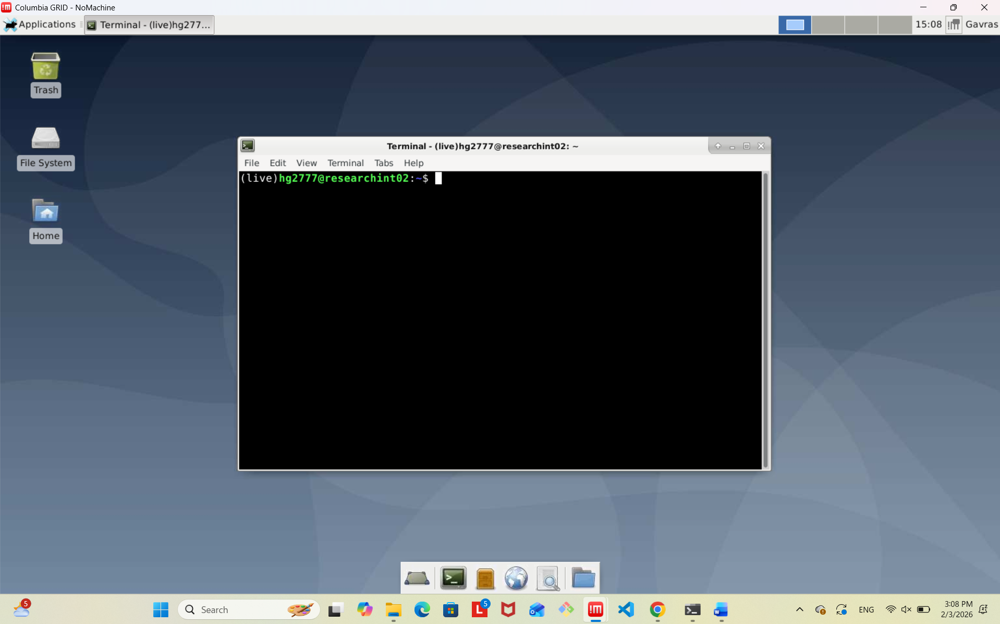 Columbia GRID - NoMachine
Applications
Terminal - (live)hg277...
15:08
Gavras
Trash
File System
Home
Terminal - (live)hg2777@researchint02: ~
File Edit View Terminal Tabs Help
(live)hg2777@researchint02:~$
5
Search
5
ENG
3:08 PM
2/3/2026